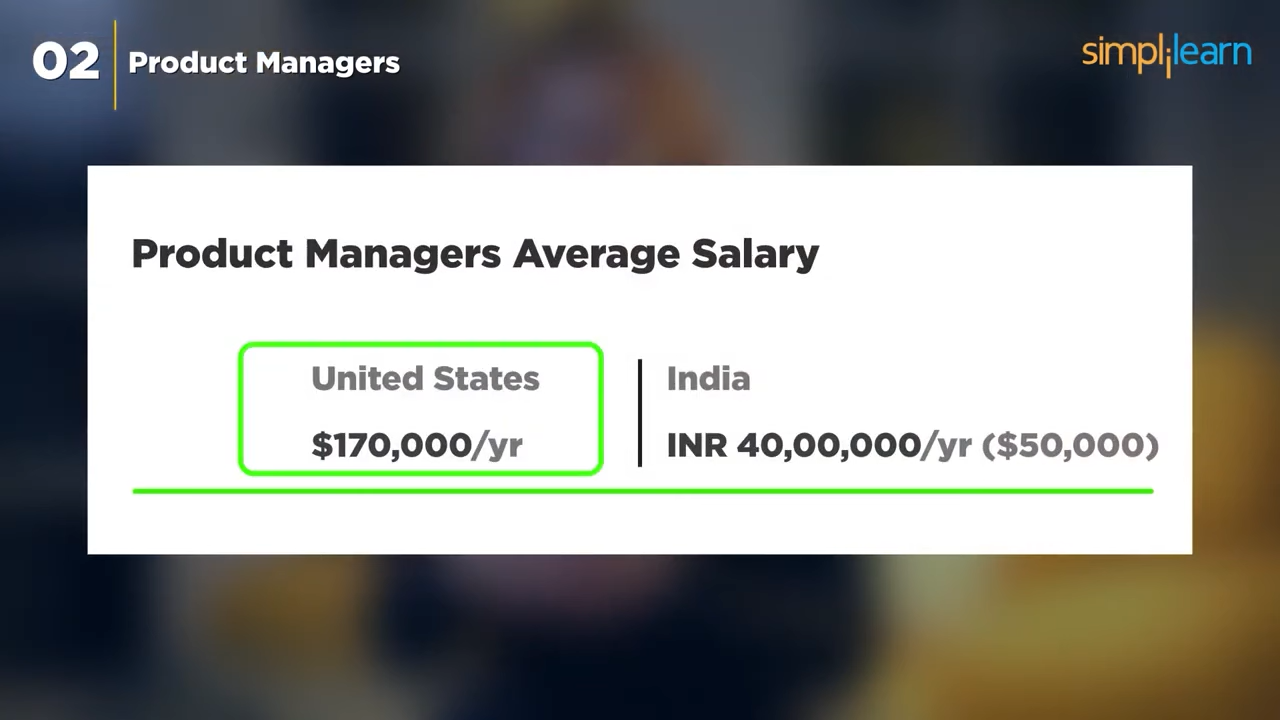 02
Product Managers
simplilearn
Product Managers Average Salary
United States
$170,000/yr
India
INR 40,00,000/yr ($50,000)